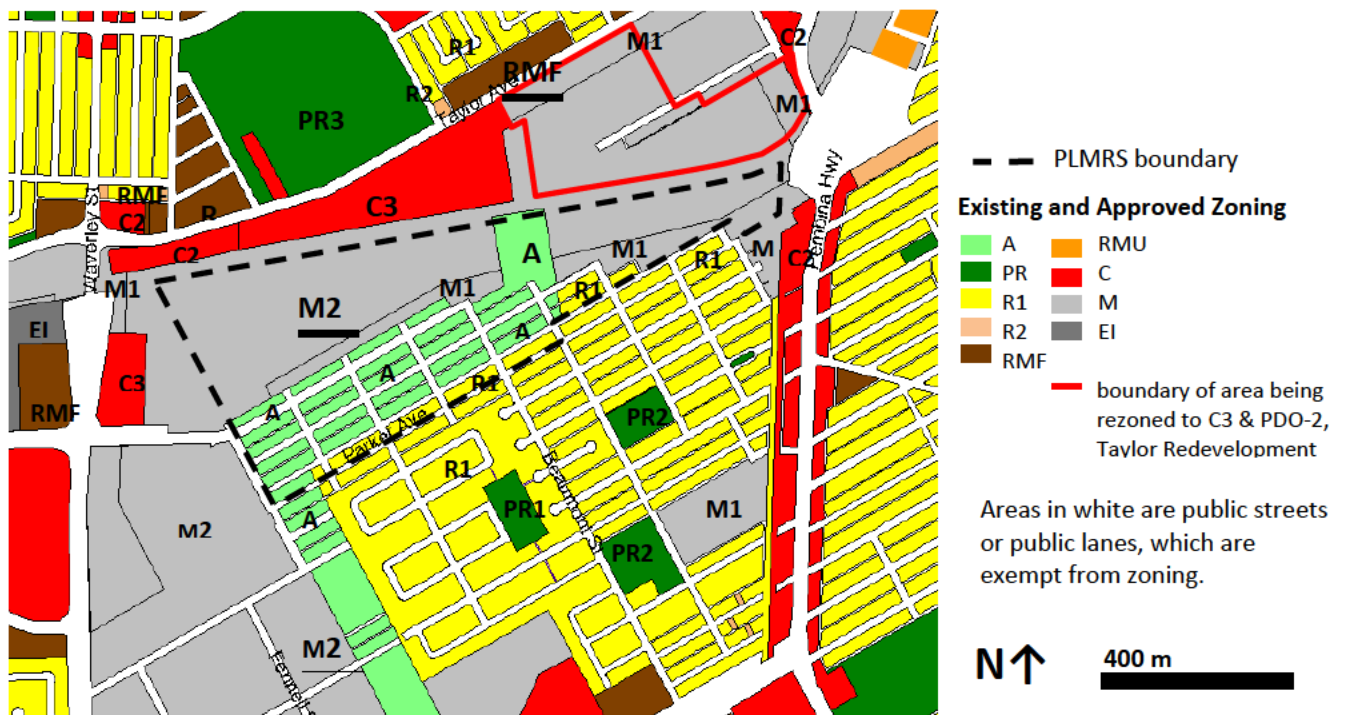 R1
M1
C2
RMF
R2
Taylor Ave
M1
PR3
RMF
C2
R
C3
C2
Waverley St
M1
EI
RMF
C3
M2
M1
A
M1
R1
M
C2
Pembina Hwy
R1
A
A
R1
A
Parker Ave
PR2
R1
PR1
Beaumont St
M1
PR2
A
M2
M2
PLMRS boundary
Existing and Approved Zoning
A
PR
R1
R2
RMF
RMU
C
M
EI
boundary of area being
rezoned to C3 & PDO-2,
Taylor Redevelopment
Areas in white are public streets
or public lanes, which are
exempt from zoning.
N
400 m